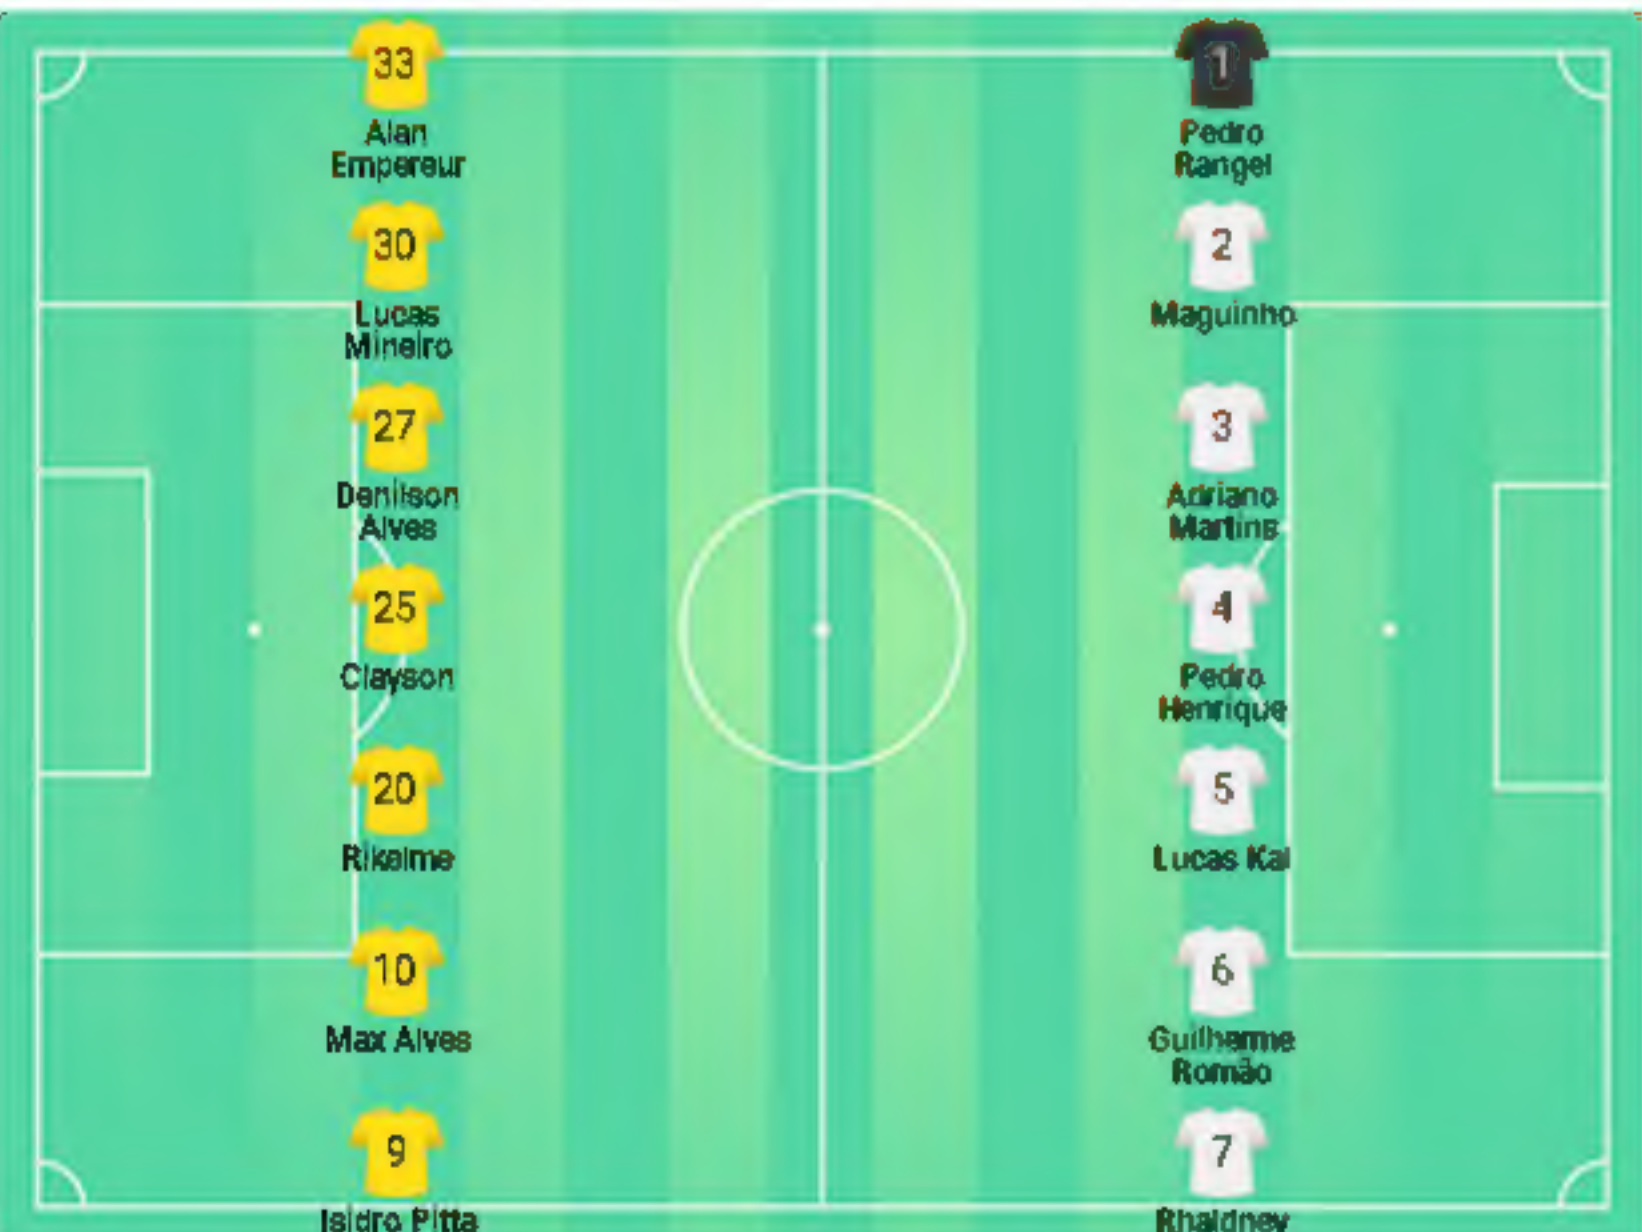 33
Alan
Empereur
30
Lucas
Mineiro
27
Denilson
Alves
25
Clayson
20
Rikelme
10
Max Alves
9
Isidro Pitta
1
Pedro
Rangel
2
Maguinho
3
Adriano
Martins
4
Pedro
Henrique
5
Lucas Kal
6
Guilherme
Romão
7
Rhaldney